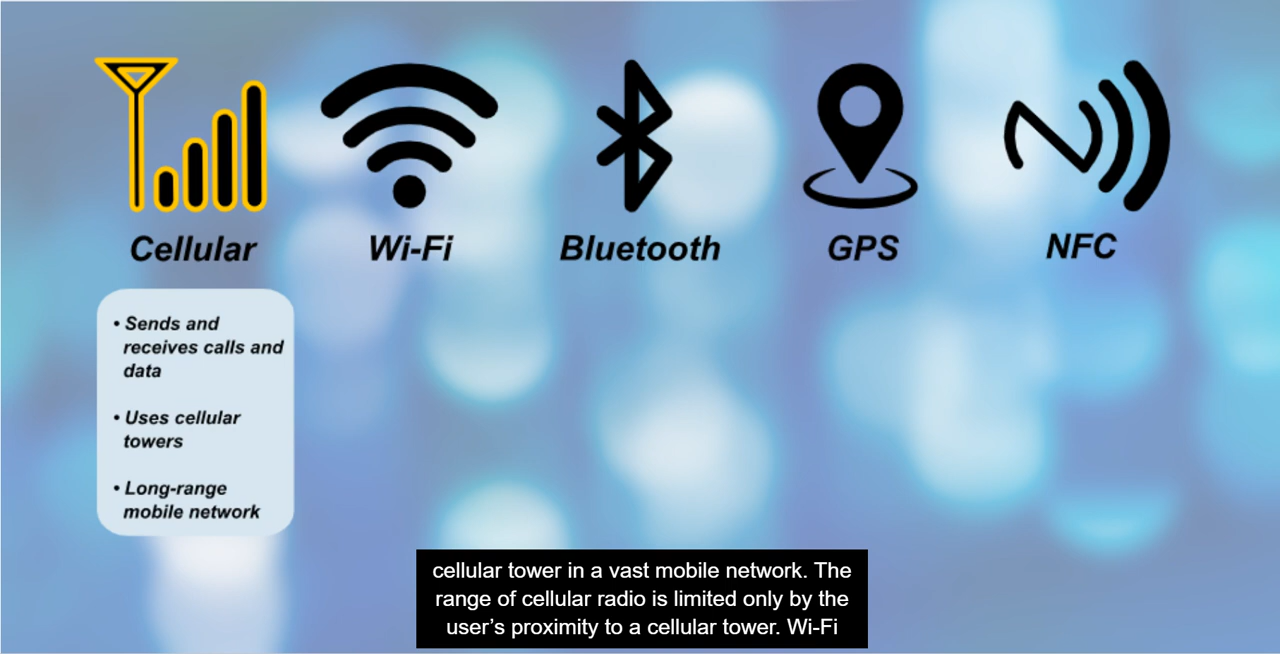 Cellular
Wi-Fi
Bluetooth
GPS
NFC
• Sends and
receives calls and
data
• Uses cellular
towers
• Long-range
mobile network
cellular tower in a vast mobile network. The
range of cellular radio is limited only by the
user’s proximity to a cellular tower. Wi-Fi